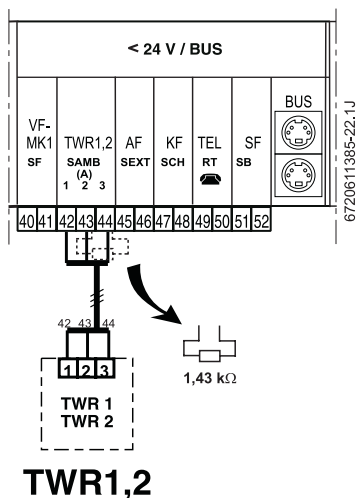 < 24 V / BUS
VF-
MK1
SF
TWR1,2
SAMB
(A)
1 2 3
AF
SEXT
KF
SCH
TEL
RT
SF
SB
BUS
40 41 42 43 44 45 46 47 48 49 50 51 52
6720611385-22.1J
42 43 44
1 2 3
TWR 1
TWR 2
1,43 kΩ
TWR1,2